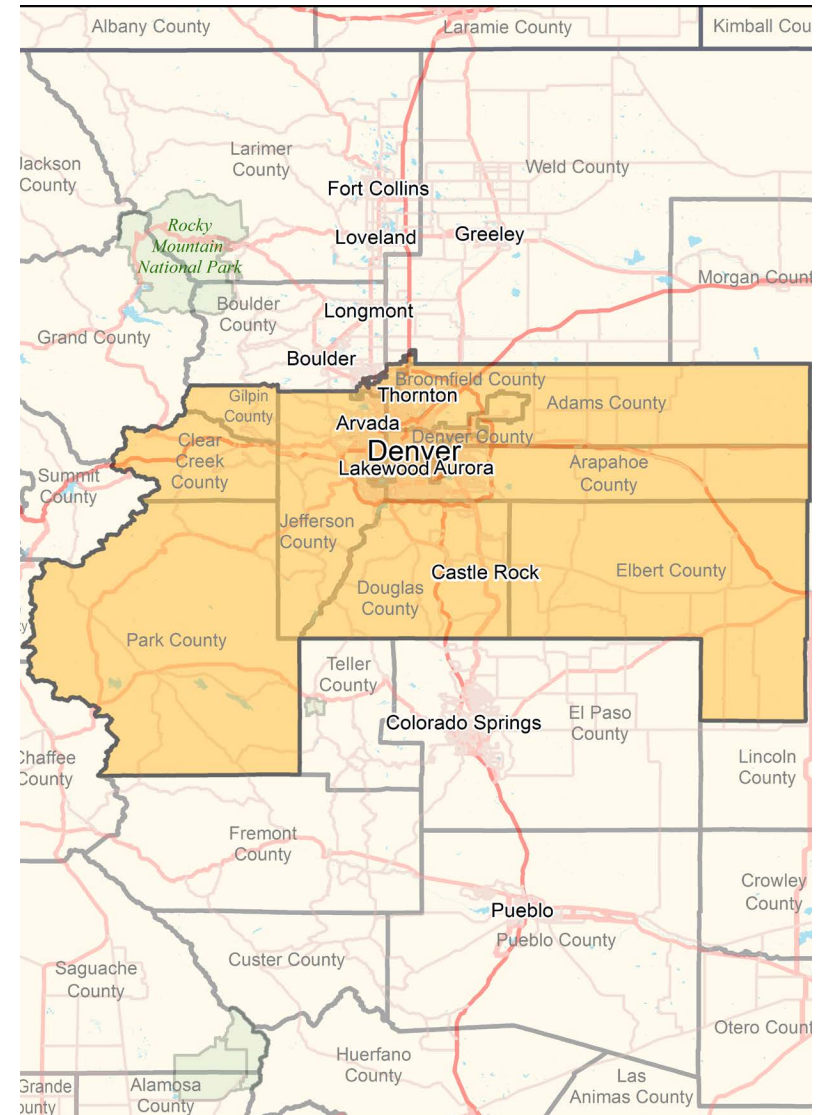 Albany County
Laramie County
Kimball Cou
Jackson
County
Larimer
County
Weld County
Fort Collins
Rocky
Mountain
National Park
Loveland
Greeley
Morgan Count
Boulder
County
Longmont
Grand County
Boulder
Broomfield County
Gilpin
County
Thornton
Adams County
Arvada
Denver County
Clear
Creek
County
Denver
Lakewood
Aurora
Arapahoe
County
Summit
County
Jefferson
County
Castle Rock
Elbert County
Douglas
County
ty
Park County
Teller
County
Colorado Springs
El Paso
County
Chaffee
County
Lincoln
County
Fremont
County
Crowley
County
Pueblo
Pueblo County
Custer County
Saguache
County
Otero Count
Huerfano
County
Las
Animas County
Grande
ounty
Alamosa
County